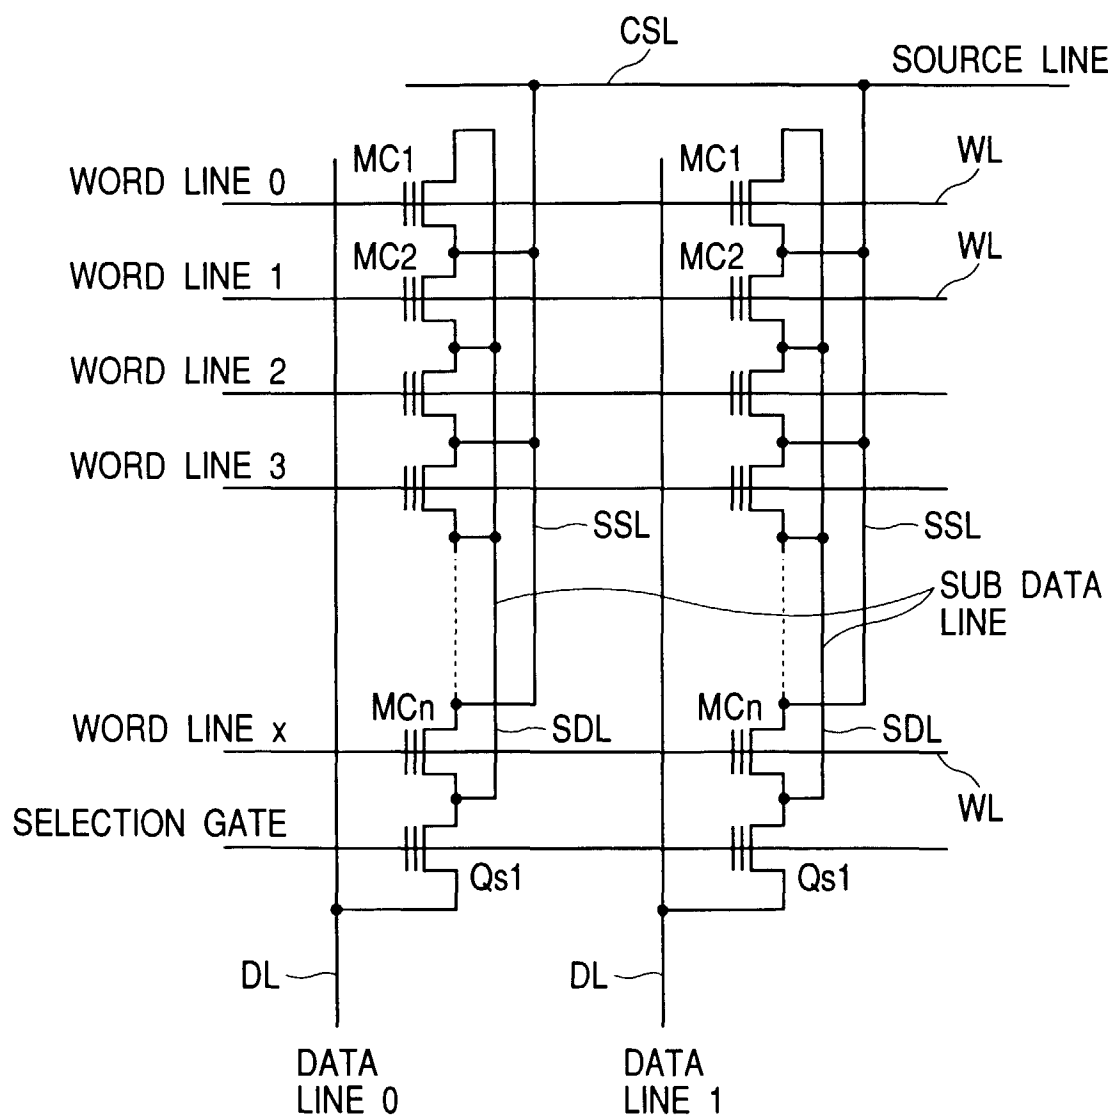 CSL
SOURCE LINE
MC1
MC1
WL
WORD LINE 0
MC2
MC2
WL
WORD LINE 1
WORD LINE 2
WORD LINE 3
SSL
SSL
SUB DATA
LINE
MCn
MCn
WORD LINE x
SDL
SDL
WL
SELECTION GATE
Qs1
Qs1
DL
DL
DATA
LINE 0
DATA
LINE 1